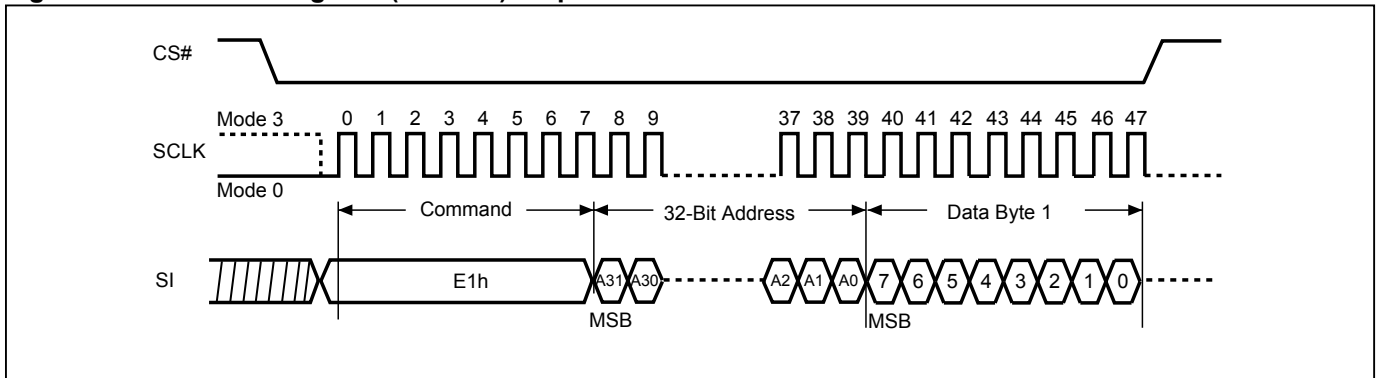 CS#
Mode 3 0 1 2 3 4 5 6 7 8 9 37 38 39 40 41 42 43 44 45 46 47
SCLK
Mode 0
Command 32-Bit Address Data Byte 1
SI E1h A31 A30 A2 A1 A0 7 6 5 4 3 2 1 0
MSB MSB